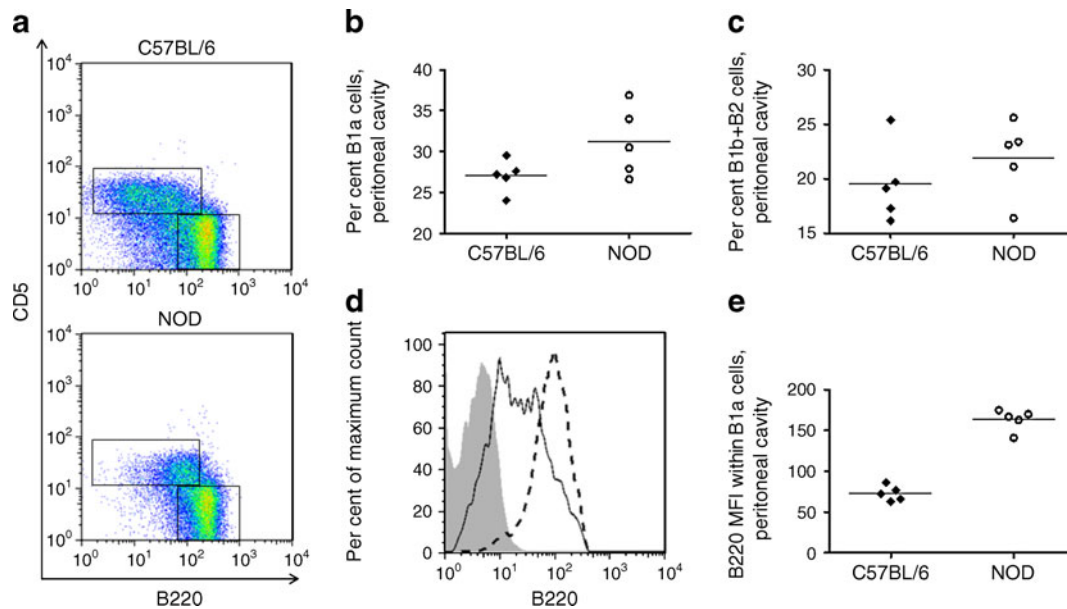 a
C57BL/6
10^4
10^3
10^2
10^1
10^0
10^0 10^1 10^2 10^3 10^4
NOD
10^4
10^3
10^2
10^1
10^0
10^0 10^1 10^2 10^3 10^4
CD5
B220
b
Per cent B1a cells,
peritoneal cavity
40
35
30
25
20
C57BL/6 NOD
c
Per cent B1b+B2 cells,
peritoneal cavity
30
25
20
15
C57BL/6 NOD
d
Per cent of maximum count
100
80
60
40
20
0
10^0 10^1 10^2 10^3 10^4
B220
e
B220 MFI within B1a cells,
peritoneal cavity
200
150
100
50
0
C57BL/6 NOD